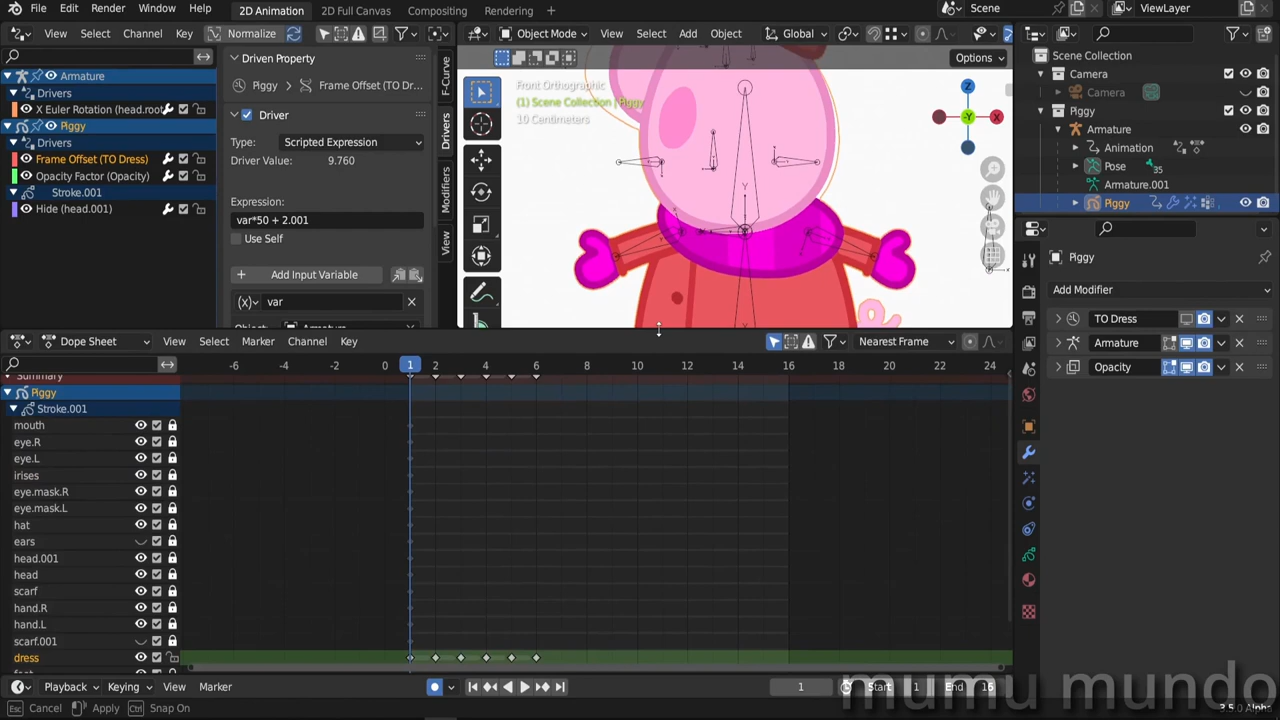 File Edit Render Window Help 2D Animation 2D Full Canvas Compositing Rendering + Scene ViewLayer
View Select Channel Key Normalize
Object Mode View Select Add Object Global
Options
Armature
Drivers
X Euler Rotation (head.root
Piggy
Drivers
Frame Offset (TO Dress)
Opacity Factor (Opacity)
Stroke.001
Hide (head.001)
Driven Property
Piggy Frame Offset (TO Dr...
Driver
Type: Scripted Expression
Driver Value: 9.760
Expression:
var*50 + 2.001
Use Self
Add Input Variable
(x) var
F-Curve
Drivers
Modifiers
View
Front Orthographic
(1) Scene Collection | Piggy
10 Centimeters
Z
-Y
X
Y
Scene Collection
Camera
Camera
Piggy
Armature
Animation
Pose 35
Armature.001
Piggy
Piggy
Add Modifier
TO Dress
Armature
Opacity
Dope Sheet View Select Marker Channel Key Nearest Frame
-6 -4 -2 0 1 2 4 6 8 10 12 14 16 18 20 22 24
Summary
Piggy
Stroke.001
mouth
eye.R
eye.L
irises
eye.mask.R
eye.mask.L
hat
ears
head.001
head
scarf
hand.R
hand.L
scarf.001
dress
Playback Keying View Marker 1 Start 1 End 16
Cancel Apply Snap On 3.5.0 Alpha
mumu mundo